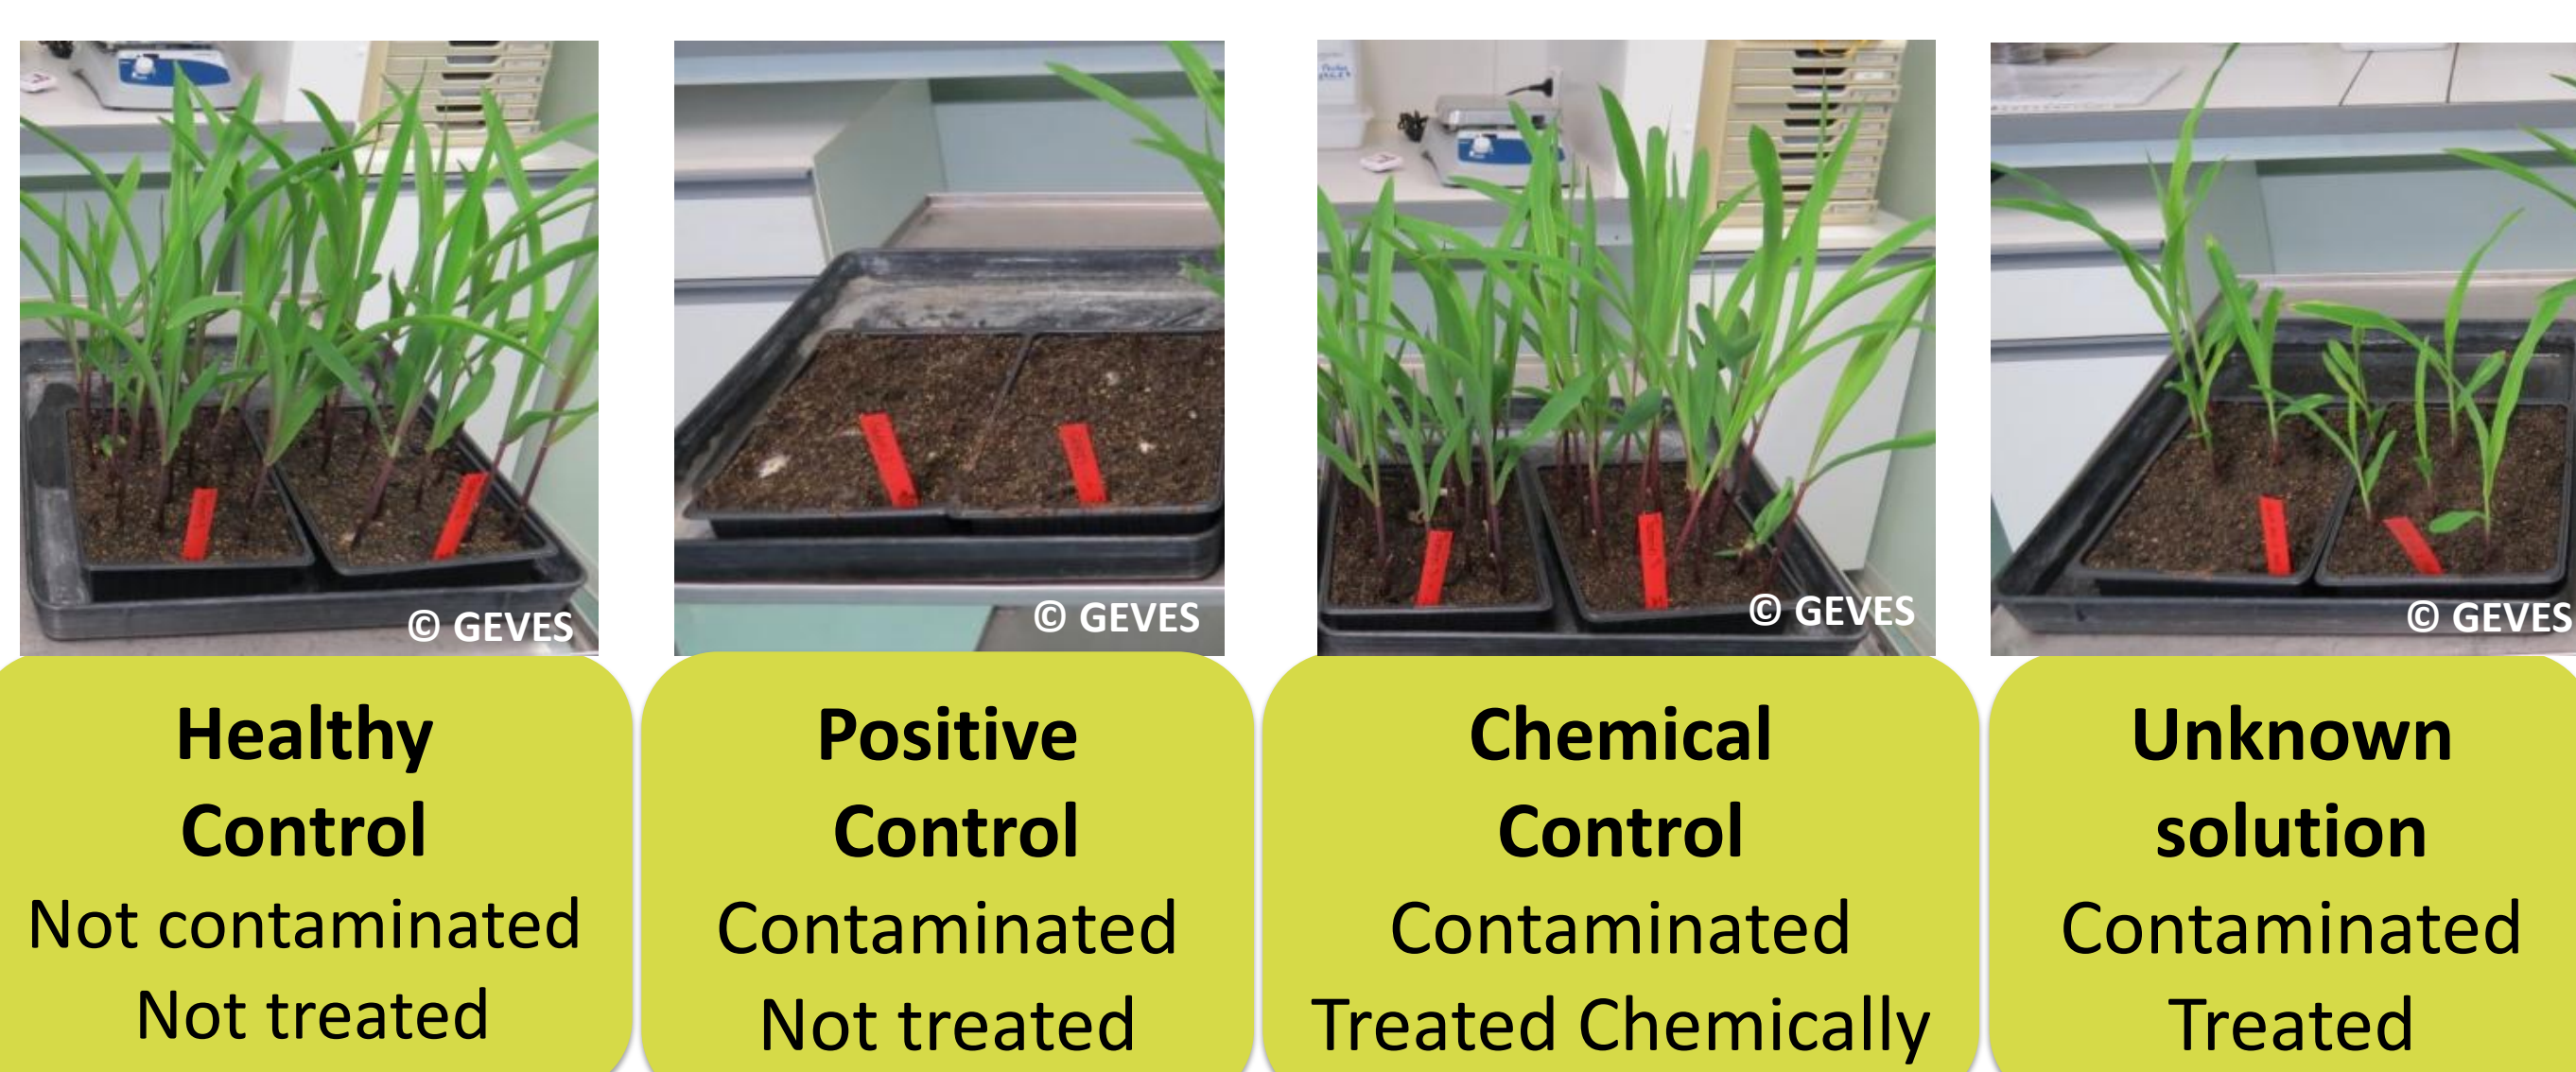 © GEVES
© GEVES
© GEVES
© GEVES
Healthy
Control
Not contaminated
Not treated
Positive
Control
Contaminated
Not treated
Chemical
Control
Contaminated
Treated Chemically
Unknown
solution
Contaminated
Treated